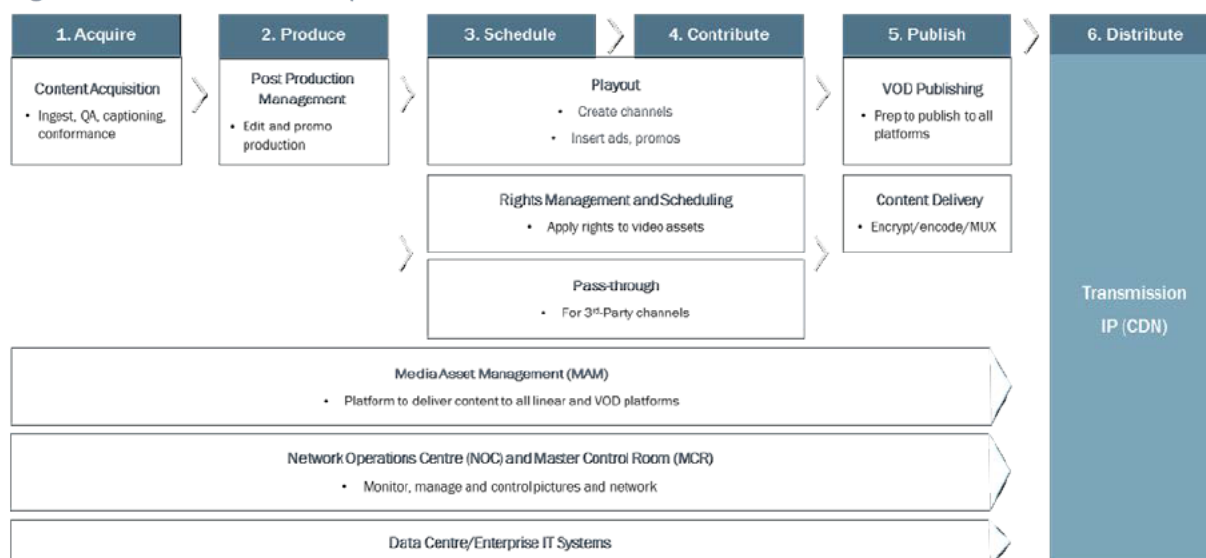 1. Acquire
2. Produce
3. Schedule
4. Contribute
5. Publish
6. Distribute
Content Acquisition
• Ingest, QA, captioning,
conformance
Post Production
Management
• Edit and promo
production
Playout
• Create channels
• Insert ads, promos
VOD Publishing
• Prep to publish to all
platforms
Rights Management and Scheduling
• Apply rights to video assets
Content Delivery
• Encrypt/encode/MUX
Pass-through
• For 3rd-Party channels
Transmission
IP (CDN)
Media Asset Management (MAM)
• Platform to deliver content to all linear and VOD platforms
Network Operations Centre (NOC) and Master Control Room (MCR)
• Monitor, manage and control pictures and network
Data Centre/Enterprise IT Systems